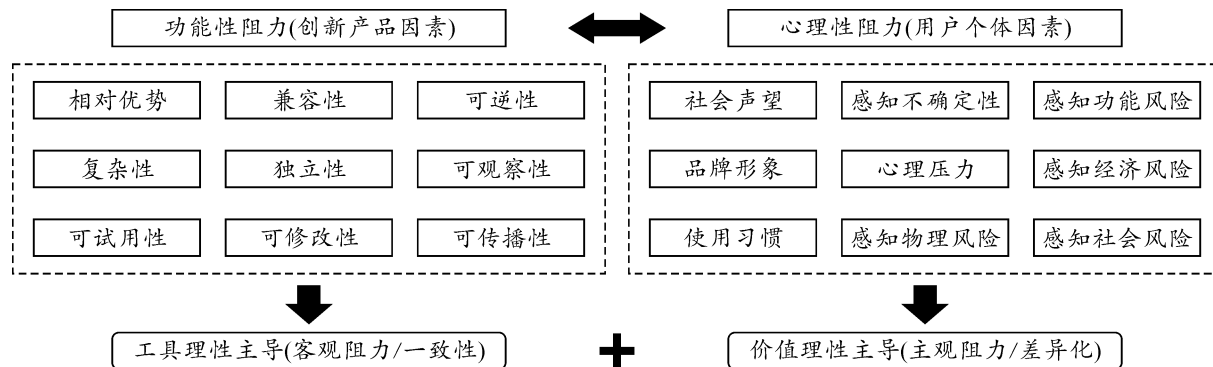 功能性阻力(创新产品因素)
心理性阻力(用户个体因素)
相对优势 兼容性 可逆性
复杂性 独立性 可观察性
可试用性 可修改性 可传播性
社会声望 感知不确定性 感知功能风险
品牌形象 心理压力 感知经济风险
使用习惯 感知物理风险 感知社会风险
工具理性主导(客观阻力/一致性)
+
价值理性主导(主观阻力/差异化)